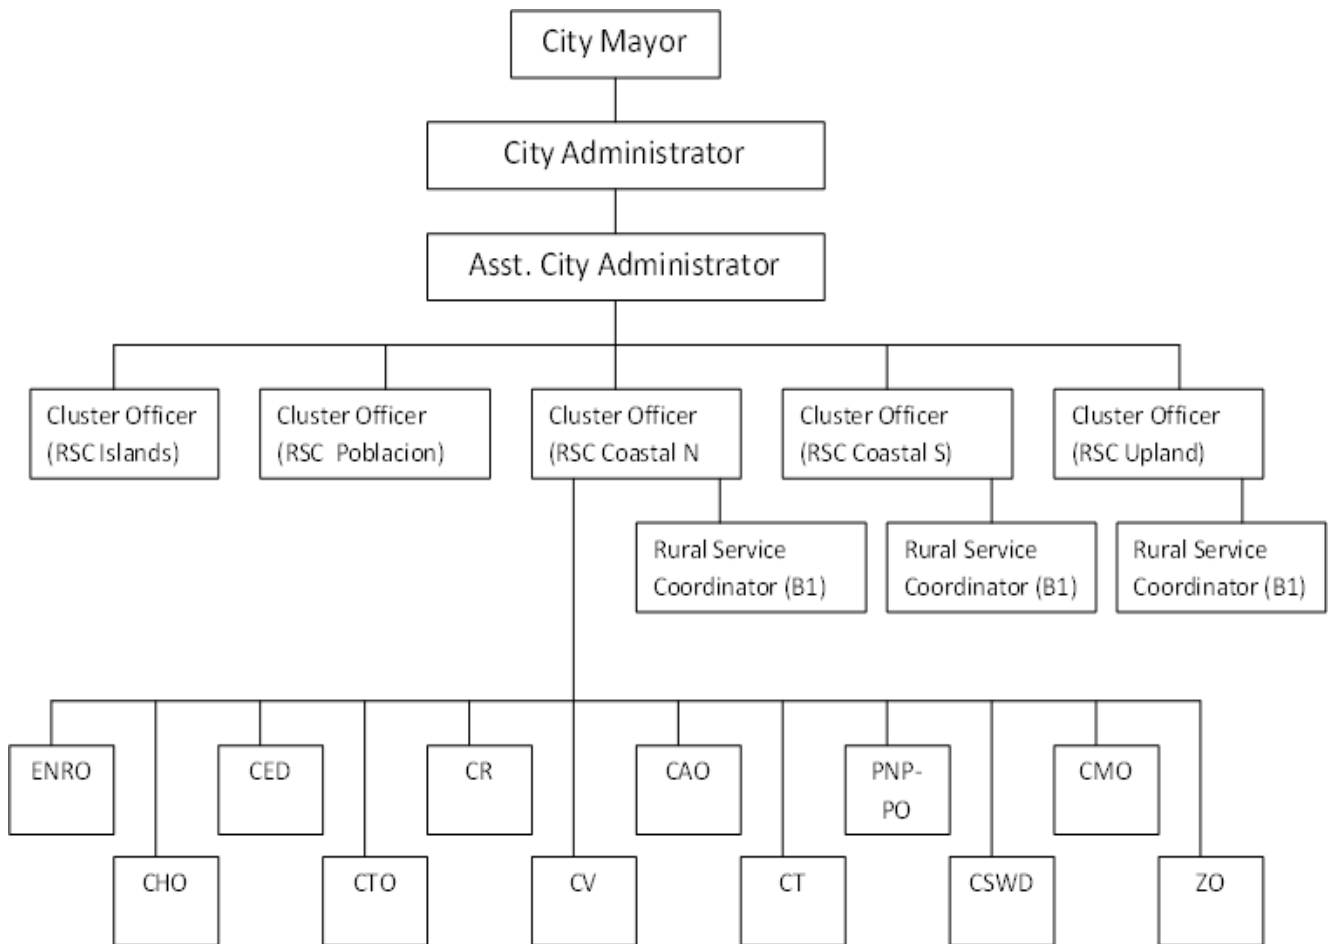 City Mayor
City Administrator
Asst. City Administrator
Cluster Officer
(RSC Islands)
Cluster Officer
(RSC Poblacion)
Cluster Officer
(RSC Coastal N
Cluster Officer
(RSC Coastal S)
Cluster Officer
(RSC Upland)
Rural Service
Coordinator (B1)
Rural Service
Coordinator (B1)
Rural Service
Coordinator (B1)
ENRO
CED
CR
CAO
PNP-
PO
CMO
CHO
CTO
CV
CT
CSWD
ZO